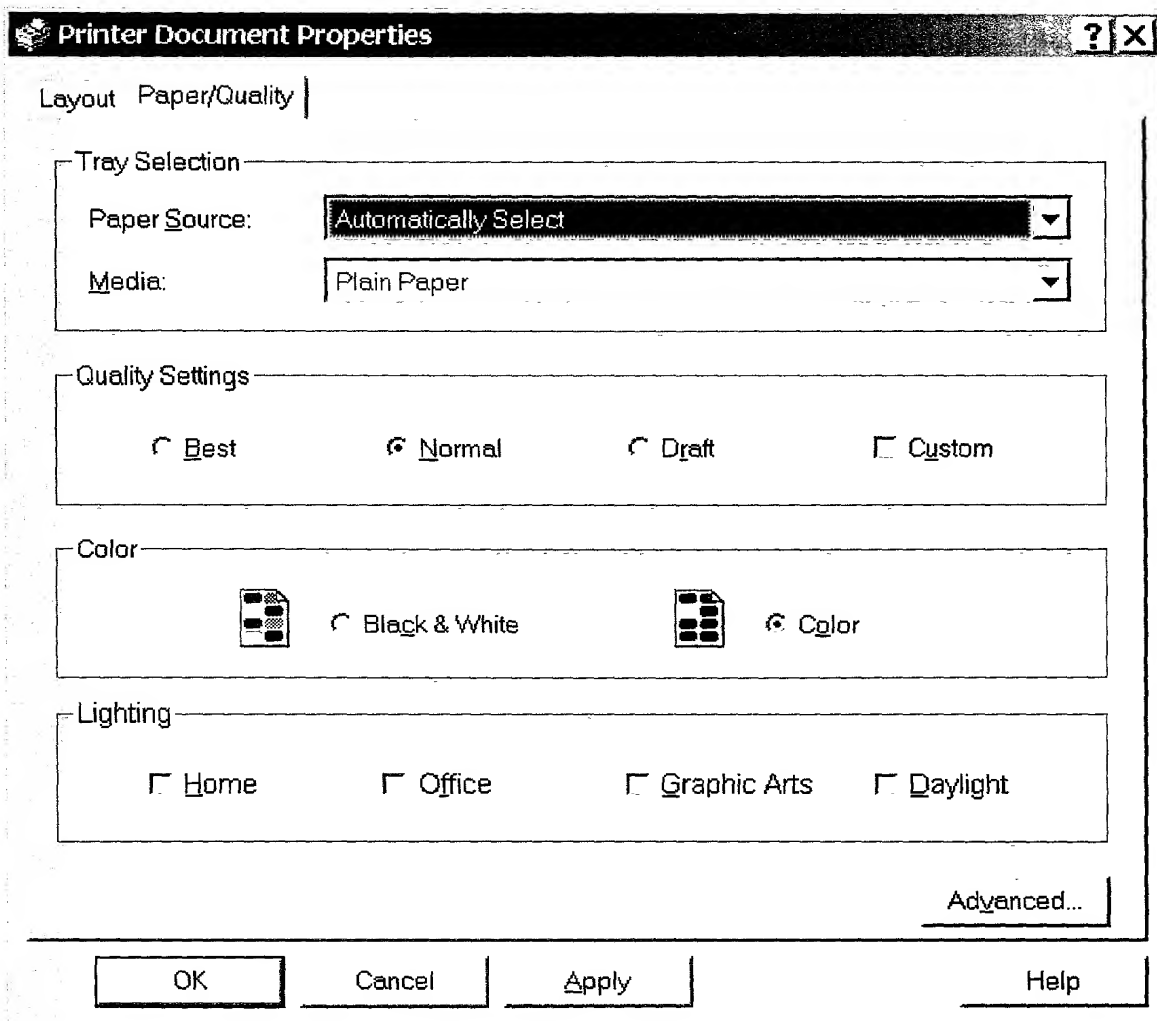 Printer Document Properties
Layout Paper/Quality
Tray Selection
Paper Source: Automatically Select
Media: Plain Paper
Quality Settings
Best Normal Draft Custom
Color
Black & White Color
Lighting
Home Office Graphic Arts Daylight
Advanced...
OK Cancel Apply Help